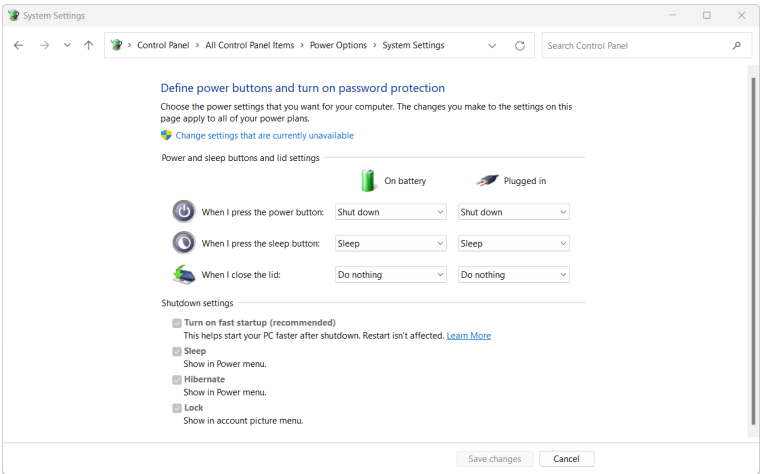 System Settings
Control Panel > All Control Panel Items > Power Options > System Settings
Search Control Panel
Define power buttons and turn on password protection
Choose the power settings that you want for your computer. The changes you make to the settings on this
page apply to all of your power plans.
Change settings that are currently unavailable
Power and sleep buttons and lid settings
On battery Plugged in
When I press the power button: Shut down Shut down
When I press the sleep button: Sleep Sleep
When I close the lid: Do nothing Do nothing
Shutdown settings
Turn on fast startup (recommended)
This helps start your PC faster after shutdown. Restart isn't affected. Learn More
Sleep
Show in Power menu.
Hibernate
Show in Power menu.
Lock
Show in account picture menu.
Save changes Cancel